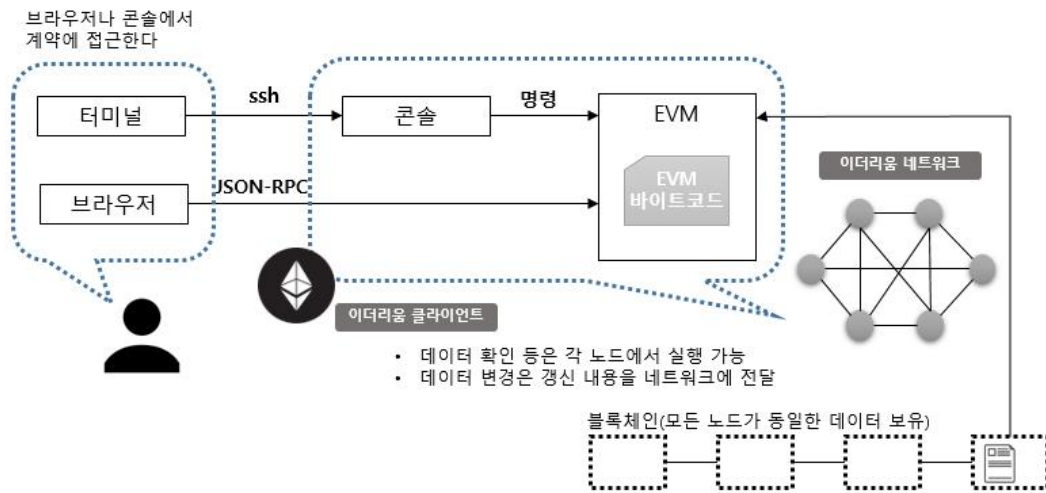 브라우저나 콘솔에서
계약에 접근한다
터미널
ssh
콘솔
명령
EVM
EVM
바이트코드
브라우저
JSON-RPC
이더리움 네트워크
이더리움 클라이언트
• 데이터 확인 등은 각 노드에서 실행 가능
• 데이터 변경은 갱신 내용을 네트워크에 전달
블록체인(모든 노드가 동일한 데이터 보유)